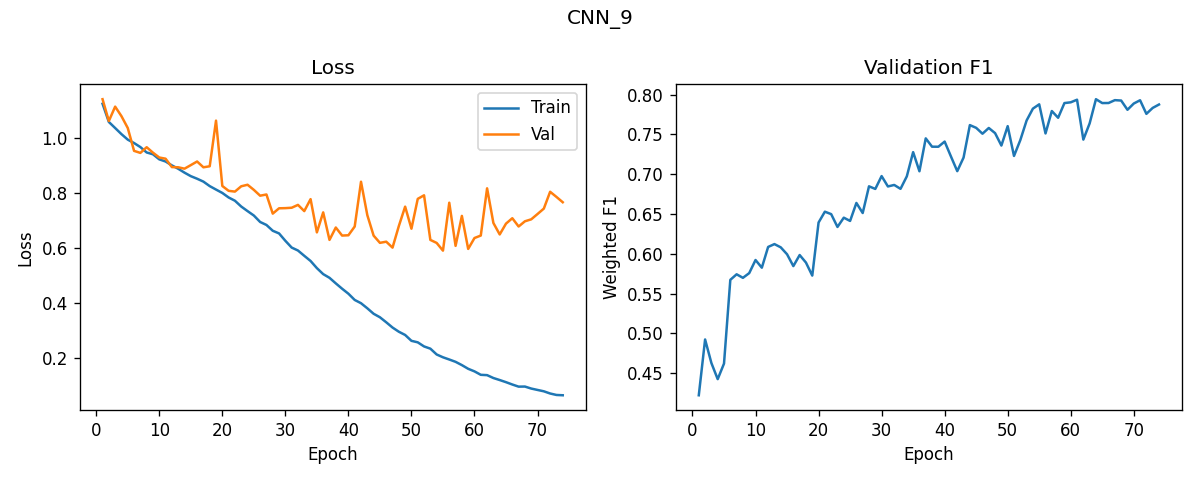 CNN_9
Loss
Train
Val
Loss
1.0
0.8
0.6
0.4
0.2
0 10 20 30 40 50 60 70
Epoch
Validation F1
Weighted F1
0.80
0.75
0.70
0.65
0.60
0.55
0.50
0.45
0 10 20 30 40 50 60 70
Epoch